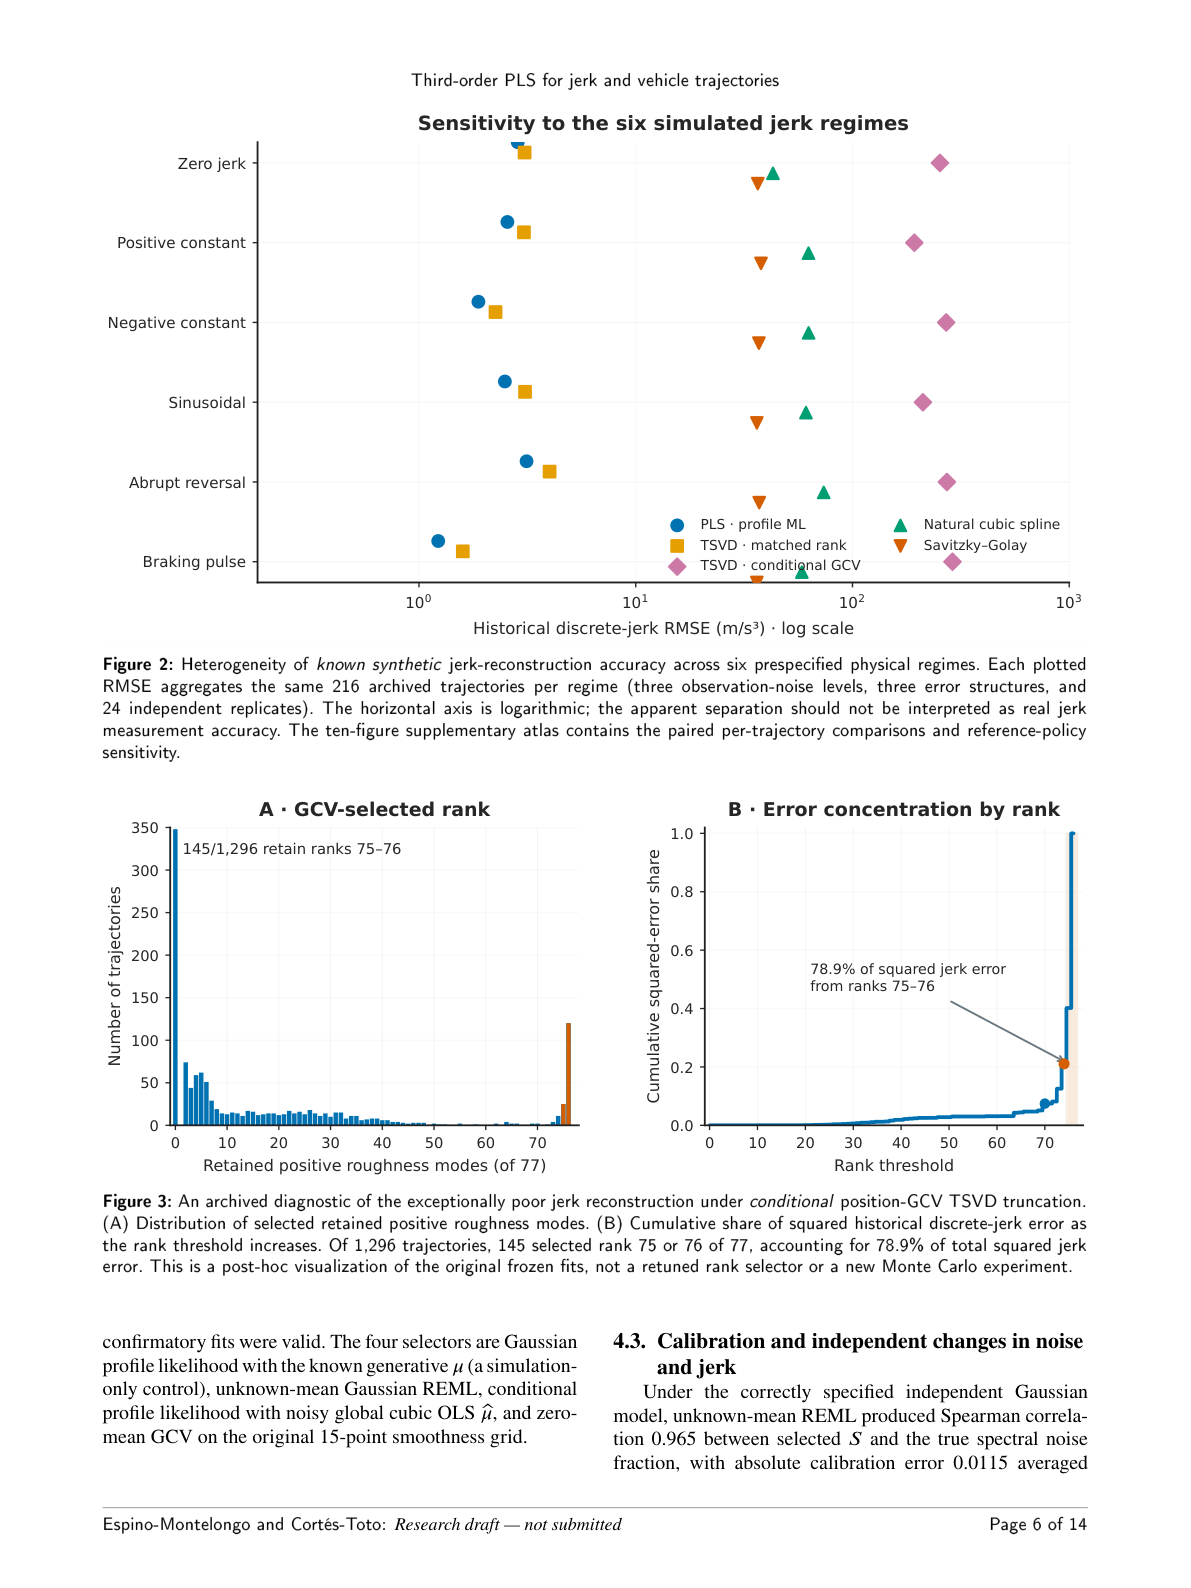 Third-order PLS for jerk and vehicle trajectories
Sensitivity to the six simulated jerk regimes
Zero jerk
Positive constant
Negative constant
Sinusoidal
Abrupt reversal
Braking pulse
PLS · profile ML
TSVD · matched rank
TSVD · conditional GCV
Natural cubic spline
Savitzky–Golay
10⁰ 10¹ 10² 10³
Historical discrete-jerk RMSE (m/s³) · log scale
Figure 2: Heterogeneity of known synthetic jerk-reconstruction accuracy across six prespecified physical regimes. Each plotted
RMSE aggregates the same 216 archived trajectories per regime (three observation-noise levels, three error structures, and
24 independent replicates). The horizontal axis is logarithmic; the apparent separation should not be interpreted as real jerk
measurement accuracy. The ten-figure supplementary atlas contains the paired per-trajectory comparisons and reference-policy
sensitivity.
A · GCV-selected rank
Number of trajectories
350
300
250
200
150
100
50
0
145/1,296 retain ranks 75–76
0 10 20 30 40 50 60 70
Retained positive roughness modes (of 77)
B · Error concentration by rank
Cumulative squared-error share
1.0
0.8
0.6
0.4
0.2
0.0
78.9% of squared jerk error
from ranks 75–76
0 10 20 30 40 50 60 70
Rank threshold
Figure 3: An archived diagnostic of the exceptionally poor jerk reconstruction under conditional position-GCV TSVD truncation.
(A) Distribution of selected retained positive roughness modes. (B) Cumulative share of squared historical discrete-jerk error as
the rank threshold increases. Of 1,296 trajectories, 145 selected rank 75 or 76 of 77, accounting for 78.9% of total squared jerk
error. This is a post-hoc visualization of the original frozen fits, not a retuned rank selector or a new Monte Carlo experiment.
confirmatory fits were valid. The four selectors are Gaussian
profile likelihood with the known generative μ (a simulation-
only control), unknown-mean Gaussian REML, conditional
profile likelihood with noisy global cubic OLS μ̂, and zero-
mean GCV on the original 15-point smoothness grid.
4.3. Calibration and independent changes in noise
and jerk
Under the correctly specified independent Gaussian
model, unknown-mean REML produced Spearman correla-
tion 0.965 between selected S and the true spectral noise
fraction, with absolute calibration error 0.0115 averaged
Espino-Montelongo and Cortés-Toto: Research draft — not submitted
Page 6 of 14